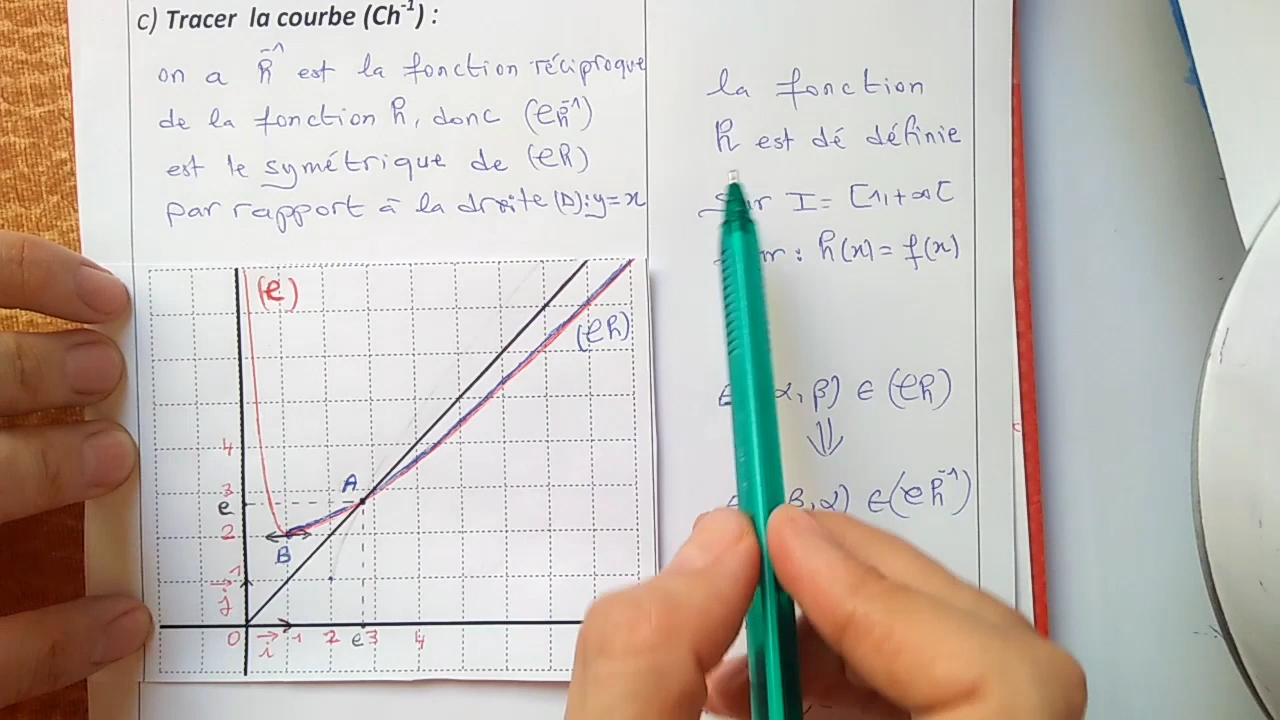 c) Tracer la courbe (Ch⁻¹) :
on a h⁻¹ est la fonction réciproque
de la fonction h, donc (Ch⁻¹)
est le symétrique de (Ch)
par rapport à la droite (D): y = x
la fonction
h est dé définie
sur I = [1, +∞[
: h(x) = f(x)
α, β) ∈ (Ch)
⇓
β, α) ∈ (Ch⁻¹)
(C)
(Ch)
4
3
e
2
1
j
A
B
0 i 1 2 e 3 4